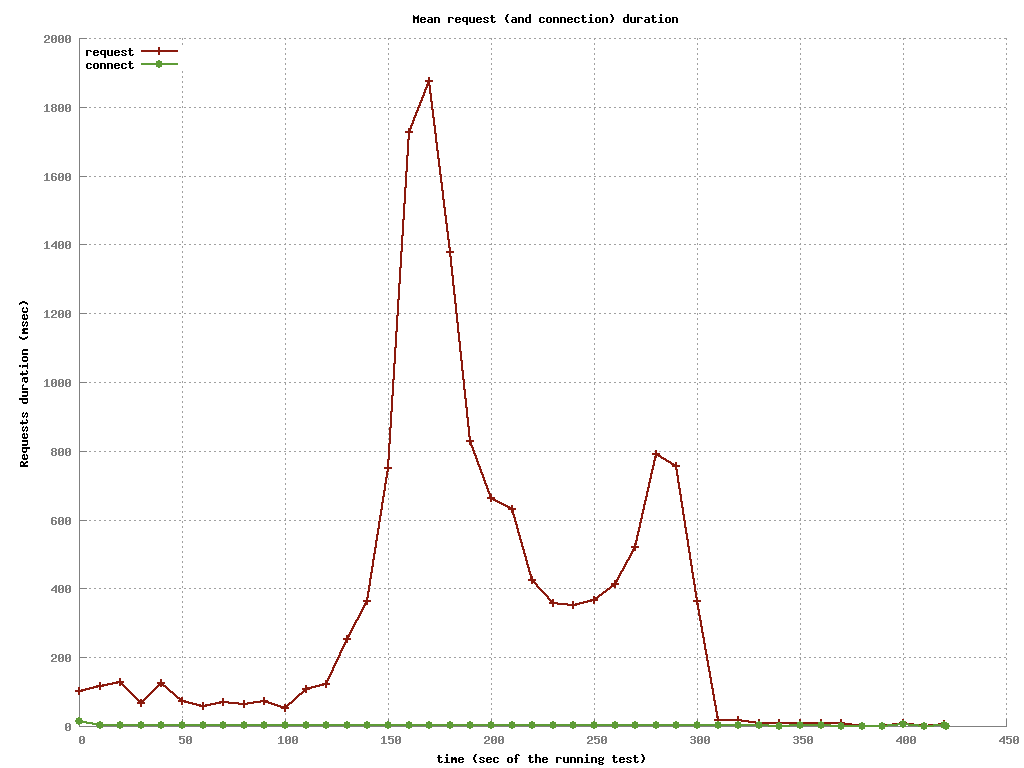 Mean request (and connection) duration
2000
request
connect
1800
1600
1400
1200
1000
800
600
400
200
0
Requests duration (msec)
0 50 100 150 200 250 300 350 400 450
time (sec of the running test)